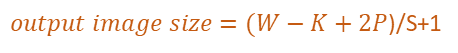 output image size = (W − K + 2P)/S+1